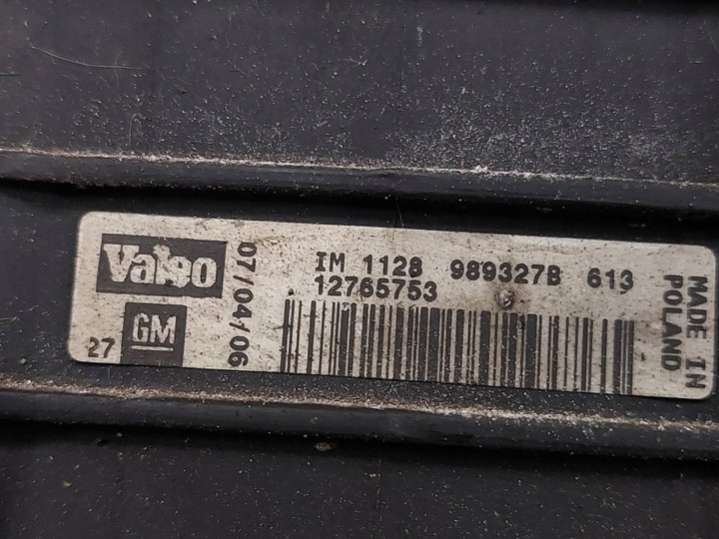 Valeo
GM
27
07/04/06
IM 1128 989327B 613
12765753
MADE IN
POLAND